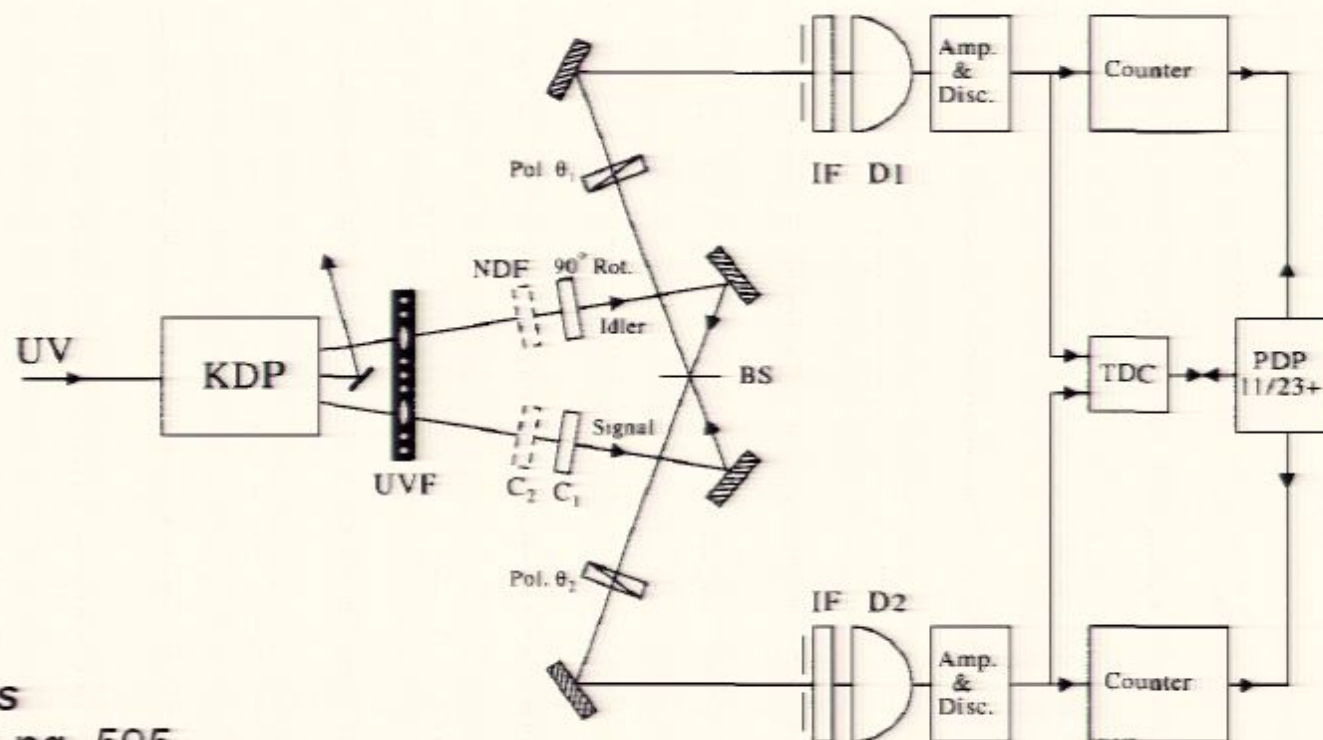 Amp.
&
Disc.
Counter
IF D1
Pol. θ₁
NDF 90° Rot.
Idler
UV
KDP
BS
TDC
PDP
11/23+
Signal
UVF
C₂ C₁
Pol. θ₂
IF D2
Amp.
&
Disc.
Counter